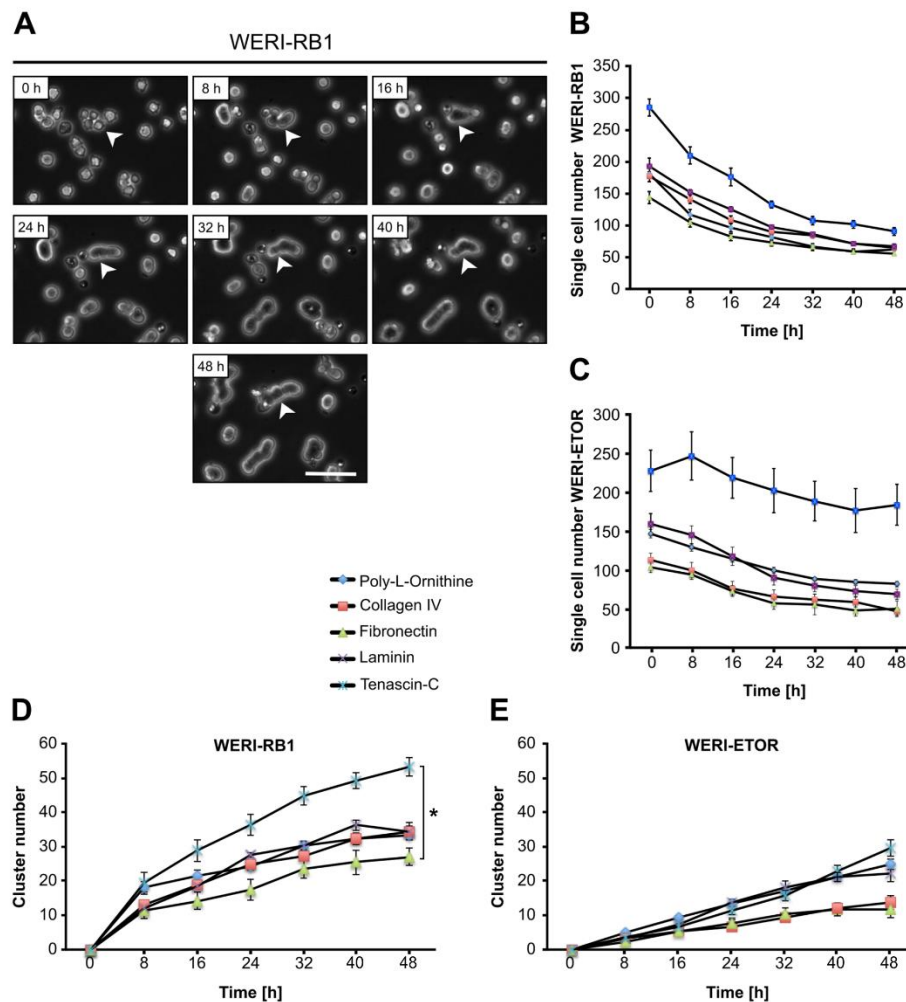 A
WERI-RB1
0 h
8 h
16 h
24 h
32 h
40 h
48 h
B
Single cell number WERI-RB1
350
300
250
200
150
100
50
0
0 8 16 24 32 40 48
Time [h]
C
Single cell number WERI-ETOR
300
250
200
150
100
50
0
0 8 16 24 32 40 48
Time [h]
Poly-L-Ornithine
Collagen IV
Fibronectin
Laminin
Tenascin-C
D
WERI-RB1
Cluster number
60
50
40
30
20
10
0
*
0 8 16 24 32 40 48
Time [h]
E
WERI-ETOR
Cluster number
60
50
40
30
20
10
0
0 8 16 24 32 40 48
Time [h]